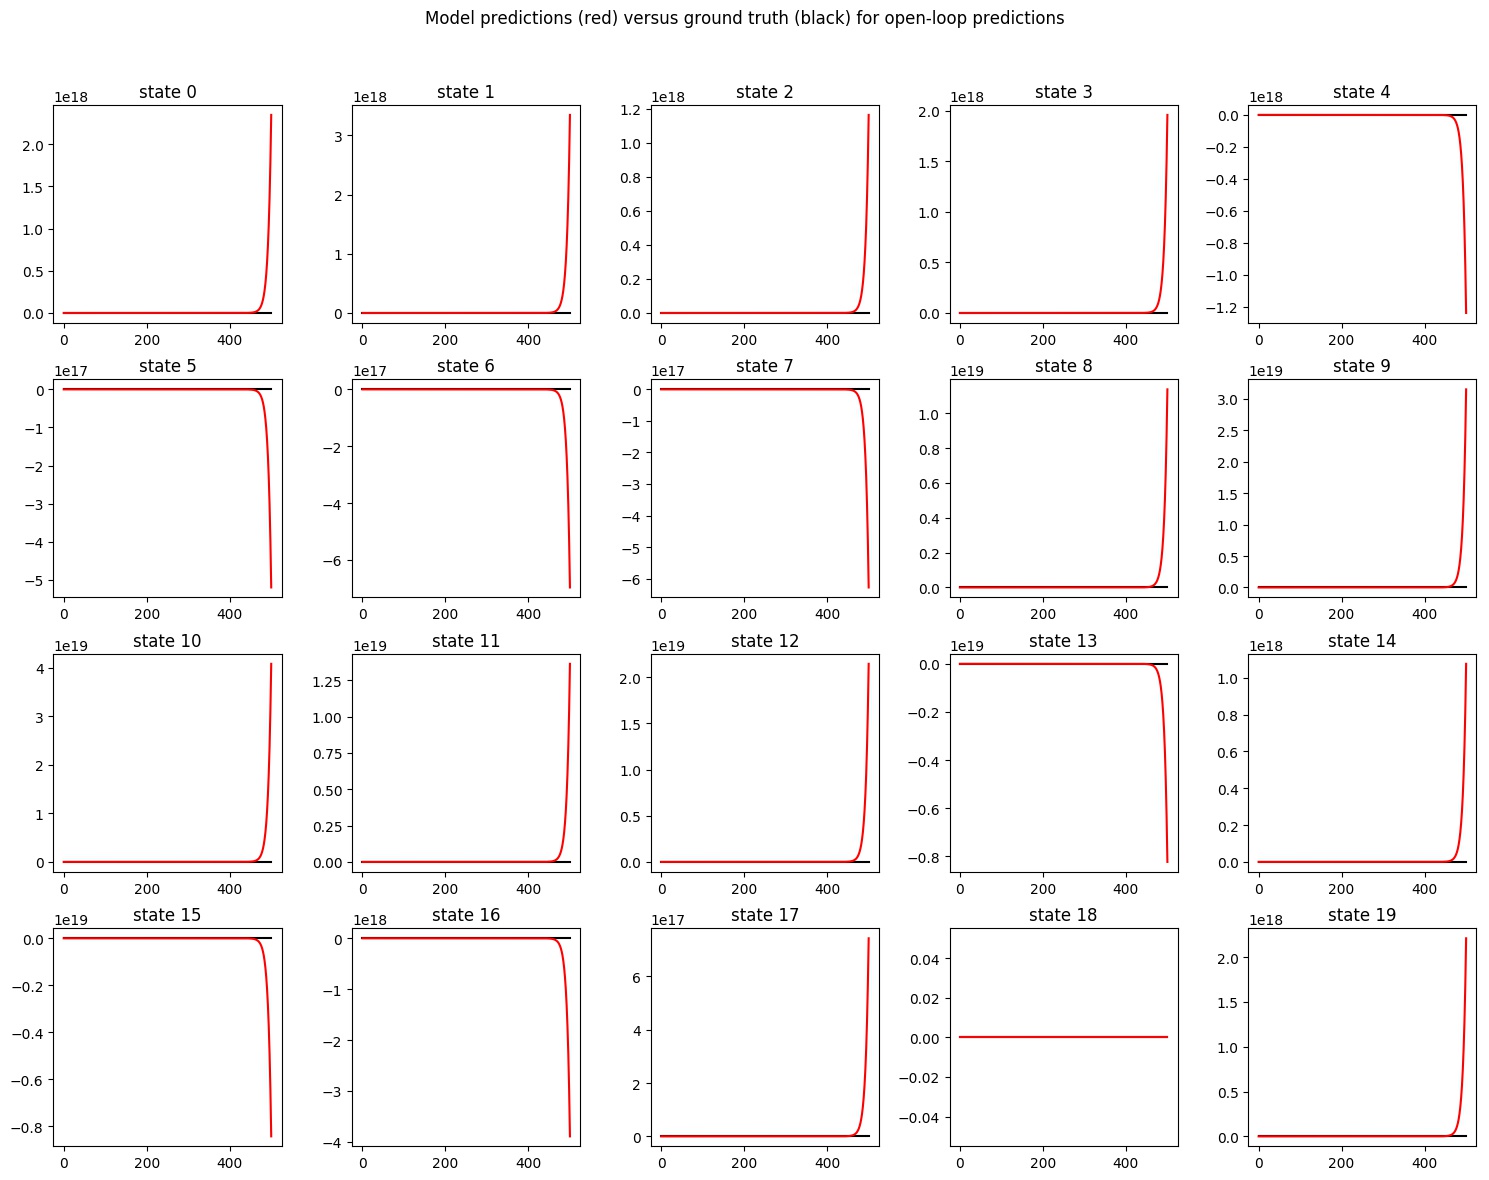 Model predictions (red) versus ground truth (black) for open-loop predictions
state 0
1e18
2.0
1.5
1.0
0.5
0.0
0 200 400
state 1
1e18
3
2
1
0
0 200 400
state 2
1e18
1.2
1.0
0.8
0.6
0.4
0.2
0.0
0 200 400
state 3
1e18
2.0
1.5
1.0
0.5
0.0
0 200 400
state 4
1e18
0.0
−0.2
−0.4
−0.6
−0.8
−1.0
−1.2
0 200 400
state 5
1e17
0
−1
−2
−3
−4
−5
0 200 400
state 6
1e17
0
−2
−4
−6
0 200 400
state 7
1e17
0
−1
−2
−3
−4
−5
−6
0 200 400
state 8
1e19
1.0
0.8
0.6
0.4
0.2
0.0
0 200 400
state 9
1e19
3.0
2.5
2.0
1.5
1.0
0.5
0.0
0 200 400
state 10
1e19
4
3
2
1
0
0 200 400
state 11
1e19
1.25
1.00
0.75
0.50
0.25
0.00
0 200 400
state 12
1e19
2.0
1.5
1.0
0.5
0.0
0 200 400
state 13
1e19
0.0
−0.2
−0.4
−0.6
−0.8
0 200 400
state 14
1e18
1.0
0.8
0.6
0.4
0.2
0.0
0 200 400
state 15
1e19
0.0
−0.2
−0.4
−0.6
−0.8
0 200 400
state 16
1e18
0
−1
−2
−3
−4
0 200 400
state 17
1e17
6
4
2
0
0 200 400
state 18
0.04
0.02
0.00
−0.02
−0.04
0 200 400
state 19
1e18
2.0
1.5
1.0
0.5
0.0
0 200 400